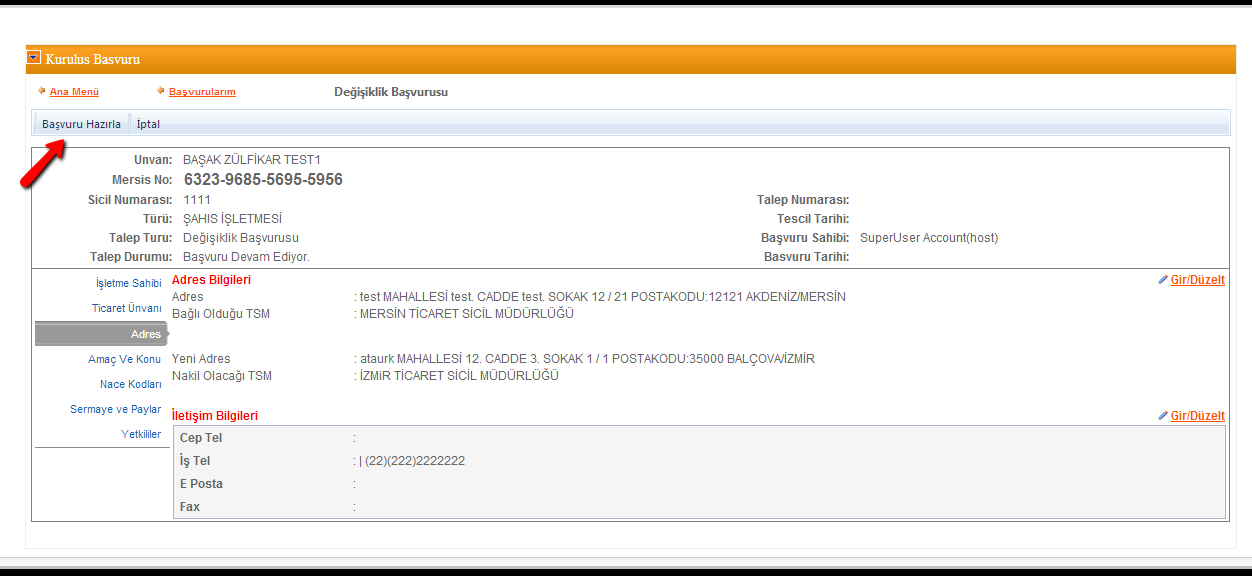 Kurulus Basvuru
Ana Menü Başvurularım Değişiklik Başvurusu
Başvuru Hazırla İptal
Unvan: BAŞAK ZÜLFİKAR TEST1
Mersis No: 6323-9685-5695-5956
Sicil Numarası: 1111 Talep Numarası:
Türü: ŞAHIS İŞLETMESİ Tescil Tarihi:
Talep Turu: Değişiklik Başvurusu Başvuru Sahibi: SuperUser Account(host)
Talep Durumu: Başvuru Devam Ediyor. Basvuru Tarihi:
İşletme Sahibi
Ticaret Ünvanı
Adres
Amaç Ve Konu
Nace Kodları
Sermaye ve Paylar
Yetkililer
Adres Bilgileri Gir/Düzelt
Adres : test MAHALLESİ test. CADDE test. SOKAK 12 / 21 POSTAKODU:12121 AKDENİZ/MERSİN
Bağlı Olduğu TSM : MERSİN TİCARET SİCİL MÜDÜRLÜĞÜ
Yeni Adres : ataurk MAHALLESİ 12. CADDE 3. SOKAK 1 / 1 POSTAKODU:35000 BALÇOVA/İZMİR
Nakil Olacağı TSM : İZMiR TİCARET SİCİL MÜDÜRLÜĞÜ
İletişim Bilgileri Gir/Düzelt
Cep Tel :
İş Tel : | (22)(222)2222222
E Posta :
Fax :